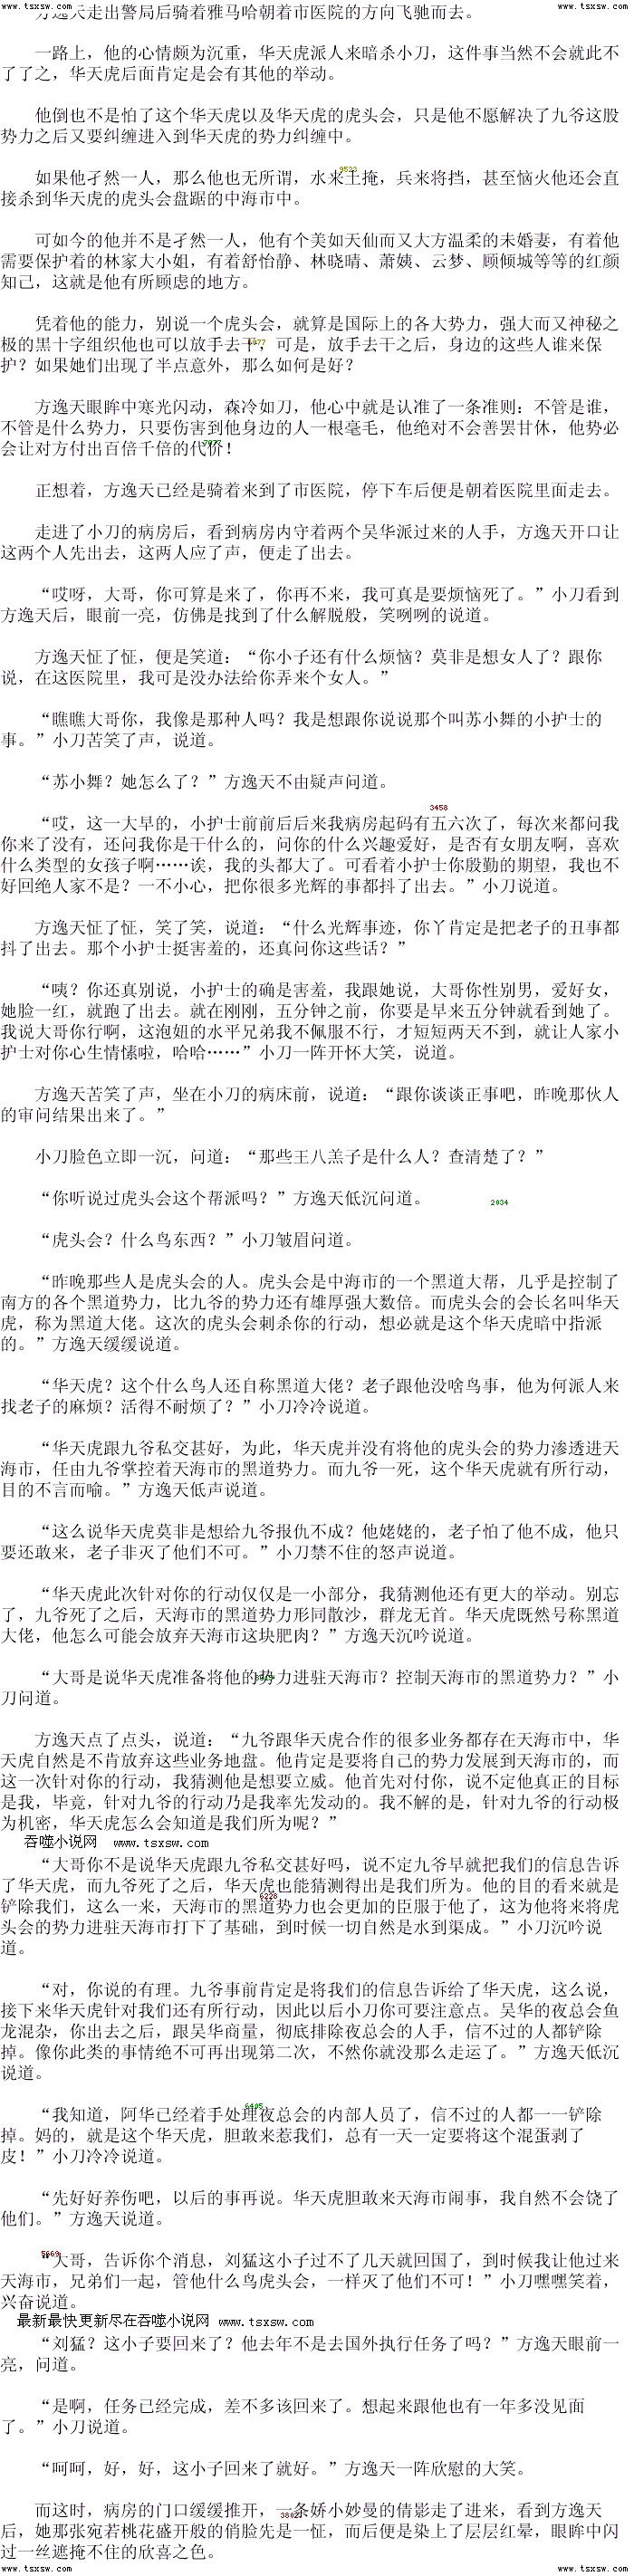 www.tsxsw.com www.tsxsw.com
方逸天走出警局后骑着雅马哈朝着市医院的方向飞驰而去。
一路上，他的心情颇为沉重，华天虎派人来暗杀小刀，这件事当然不会就此不
了了之，华天虎后面肯定是会有其他的举动。
他倒也不是怕了这个华天虎以及华天虎的虎头会，只是他不愿解决了九爷这股
势力之后又要纠缠进入到华天虎的势力纠缠中。
9523
如果他孑然一人，那么他也无所谓，水来土掩，兵来将挡，甚至恼火他还会直
接杀到华天虎的虎头会盘踞的中海市中。
可如今的他并不是孑然一人，他有个美如天仙而又大方温柔的未婚妻，有着他
需要保护着的林家大小姐，有着舒怡静、林晓晴、萧姨、云梦、顾倾城等等的红颜
知己，这就是他有所顾虑的地方。
凭着他的能力，别说一个虎头会，就算是国际上的各大势力，强大而又神秘之
极的黑十字组织他也可以放手去干，可是，放手去干之后，身边的这些人谁来保
护？如果她们出现了半点意外，那么如何是好？
方逸天眼眸中寒光闪动，森冷如刀，他心中就是认准了一条准则：不管是谁，
不管是什么势力，只要伤害到他身边的人一根毫毛，他绝对不会善罢甘休，他势必
会让对方付出百倍千倍的代价！
正想着，方逸天已经是骑着来到了市医院，停下车后便是朝着医院里面走去。
走进了小刀的病房后，看到病房内守着两个吴华派过来的人手，方逸天开口让
这两个人先出去，这两人应了声，便走了出去。
“哎呀，大哥，你可算是来了，你再不来，我可真是要烦恼死了。”小刀看到
方逸天后，眼前一亮，仿佛是找到了什么解脱般，笑咧咧的说道。
方逸天怔了怔，便是笑道：“你小子还有什么烦恼？莫非是想女人了？跟你
说，在这医院里，我可是没办法给你弄来个女人。”
“瞧瞧大哥你，我像是那种人吗？我是想跟你说说那个叫苏小舞的小护士的
事。”小刀苦笑了声，说道。
“苏小舞？她怎么了？”方逸天不由疑声问道。
3458
“哎，这一大早的，小护士前前后后来我病房起码有五六次了，每次来都问我
你来了没有，还问我你是干什么的，问你的什么兴趣爱好，是否有女朋友啊，喜欢
什么类型的女孩子啊……诶，我的头都大了。可看着小护士你殷勤的期望，我也不
好回绝人家不是？一不小心，把你很多光辉的事都抖了出去。”小刀说道。
方逸天怔了怔，笑了笑，说道：“什么光辉事迹，你丫肯定是把老子的丑事都
抖了出去。那个小护士挺害羞的，还真问你这些话？”
“咦？你还真别说，小护士的确是害羞，我跟她说，大哥你性别男，爱好女，
她脸一红，就跑了出去。就在刚刚，五分钟之前，你要是早来五分钟就看到她了。
我说大哥你行啊，这泡妞的水平兄弟我不佩服不行，才短短两天不到，就让人家小
护士对你心生情愫啦，哈哈……”小刀一阵开怀大笑，说道。
方逸天苦笑了声，坐在小刀的病床前，说道：“跟你谈谈正事吧，昨晚那伙人
的审问结果出来了。”
小刀脸色立即一沉，问道：“那些王八羔子是什么人？查清楚了？”
“你听说过虎头会这个帮派吗？”方逸天低沉问道。 2034
“虎头会？什么鸟东西？”小刀皱眉问道。
“昨晚那些人是虎头会的人。虎头会是中海市的一个黑道大帮，几乎是控制了
南方的各个黑道势力，比九爷的势力还有雄厚强大数倍。而虎头会的会长名叫华天
虎，称为黑道大佬。这次的虎头会刺杀你的行动，想必就是这个华天虎暗中指派
的。”方逸天缓缓说道。
“华天虎？这个什么鸟人还自称黑道大佬？老子跟他没啥鸟事，他为何派人来
找老子的麻烦？活得不耐烦了？”小刀冷冷说道。
“华天虎跟九爷私交甚好，为此，华天虎并没有将他的虎头会的势力渗透进天
海市，任由九爷掌控着天海市的黑道势力。而九爷一死，这个华天虎就有所行动，
目的不言而喻。”方逸天低声说道。
“这么说华天虎莫非是想给九爷报仇不成？他姥姥的，老子怕了他不成，他只
要还敢来，老子非灭了他们不可。”小刀禁不住的怒声说道。
“华天虎此次针对你的行动仅仅是一小部分，我猜测他还有更大的举动。别忘
了，九爷死了之后，天海市的黑道势力形同散沙，群龙无首。华天虎既然号称黑道
大佬，他怎么可能会放弃天海市这块肥肉？”方逸天沉吟说道。
“大哥是说华天虎准备将他的势力进驻天海市？控制天海市的黑道势力？”小
刀问道。
方逸天点了点头，说道：“九爷跟华天虎合作的很多业务都存在天海市中，华
天虎自然是不肯放弃这些业务地盘。他肯定是要将自己的势力发展到天海市的，而
这一次针对你的行动，我猜测他是想要立威。他首先对付你，说不定他真正的目标
是我，毕竟，针对九爷的行动乃是我率先发动的。我不解的是，针对九爷的行动极
为机密，华天虎怎么会知道是我们所为呢？”
吞噬小说网 www.tsxsw.com
“大哥你不是说华天虎跟九爷私交甚好吗，说不定九爷早就把我们的信息告诉
了华天虎，而九爷死了之后，华天虎也能猜测得出是我们所为。他的目的看来就是
6228
铲除我们，这么一来，天海市的黑道势力也会更加的臣服于他了，这为他将来将虎
头会的势力进驻天海市打下了基础，到时候一切自然是水到渠成。”小刀沉吟说
道。
“对，你说的有理。九爷事前肯定是将我们的信息告诉给了华天虎，这么说，
接下来华天虎针对我们还有所行动，因此以后小刀你可要注意点。吴华的夜总会鱼
龙混杂，你出去之后，跟吴华商量，彻底排除夜总会的人手，信不过的人都铲除
掉。像你此类的事情绝不可再出现第二次，不然你就没那么走运了。”方逸天低沉
说道。
6405
“我知道，阿华已经着手处理夜总会的内部人员了，信不过的人都一一铲除
掉。妈的，就是这个华天虎，胆敢来惹我们，总有一天一定要将这个混蛋剥了
皮！”小刀冷冷说道。
“先好好养伤吧，以后的事再说。华天虎胆敢来天海市闹事，我自然不会饶了
他们。”方逸天说道。
5669
“大哥，告诉你个消息，刘猛这小子过不了几天就回国了，到时候我让他过来
天海市，兄弟们一起，管他什么鸟虎头会，一样灭了他们不可！”小刀嘿嘿笑着，
兴奋说道。
最新最快更新尽在吞噬小说网 www.tsxsw.com
“刘猛？这小子要回来了？他去年不是去国外执行任务了吗？”方逸天眼前一
亮，问道。
“是啊，任务已经完成，差不多该回来了。想起来跟他也有一年多没见面
了。”小刀说道。
“呵呵，好，好，这小子回来了就好。”方逸天一阵欣慰的大笑。
而这时，病房的门口缓缓推开，一条娇小妙曼的倩影走了进来，看到方逸天
后，她那张宛若桃花盛开般的俏脸先是一怔，而后便是染上了层层红晕，眼眸中闪
过一丝遮掩不住的欣喜之色。
www.tsxsw.com www.tsxsw.com